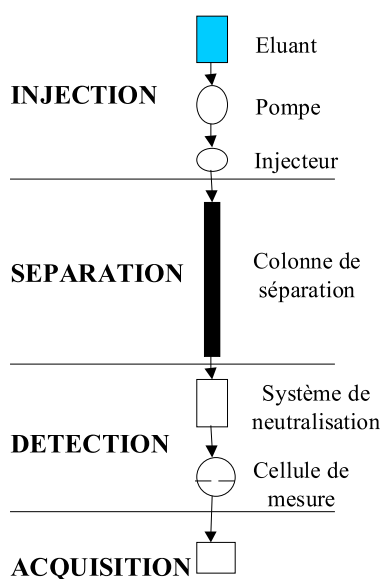 Eluant
INJECTION
Pompe
Injecteur
SEPARATION
Colonne de
séparation
Système de
neutralisation
DETECTION
Cellule de
mesure
ACQUISITION